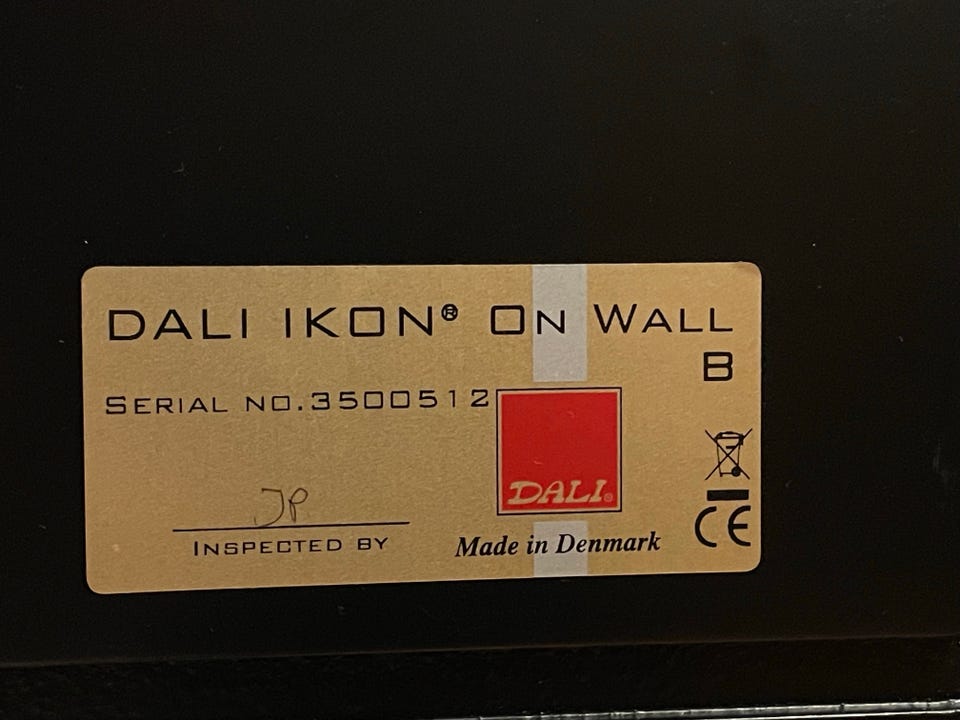 DALI IKON® ON WALL
B
SERIAL NO.3500512
DALI®
JP
INSPECTED BY
Made in Denmark
CE